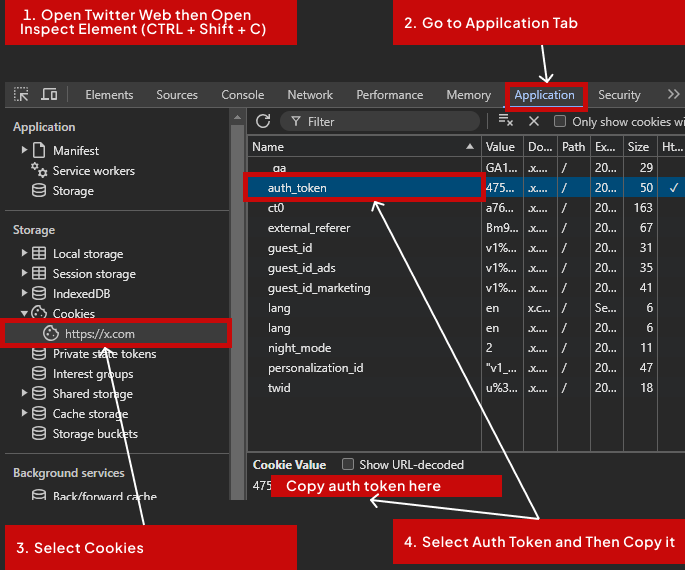 1. Open Twitter Web then Open
Inspect Element (CTRL + Shift + C)
2. Go to Appilcation Tab
Elements Sources Console Network Performance Memory Application Security
Application
Manifest
Service workers
Storage
Storage
Local storage
Session storage
IndexedDB
Cookies
https://x.com
Private state tokens
Interest groups
Shared storage
Cache storage
Storage buckets
Background services
Back/forward cache
Filter Only show cookies wi
Name Value Do... Path Ex... Size Ht...
_ga GA1... .x.... / 20... 29
auth_token 475... .x.... / 20... 50 ✓
ct0 a76... .x.... / 20... 163
external_referer Bm9... .x.... / 20... 67
guest_id v1%... .x.... / 20... 31
guest_id_ads v1%... .x.... / 20... 35
guest_id_marketing v1%... .x.... / 20... 41
lang en x.c... / Se... 6
lang en .x.... / 20... 6
night_mode 2 .x.... / 20... 11
personalization_id "v1_... .x.... / 20... 47
twid u%3... .x.... / 20... 18
Cookie Value Show URL-decoded
475 Copy auth token here
3. Select Cookies
4. Select Auth Token and Then Copy it